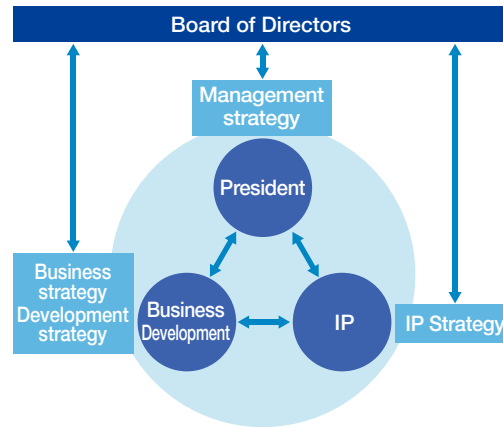 Board of Directors
Management
strategy
President
Business
strategy
Development
strategy
Business
Development
IP
IP Strategy